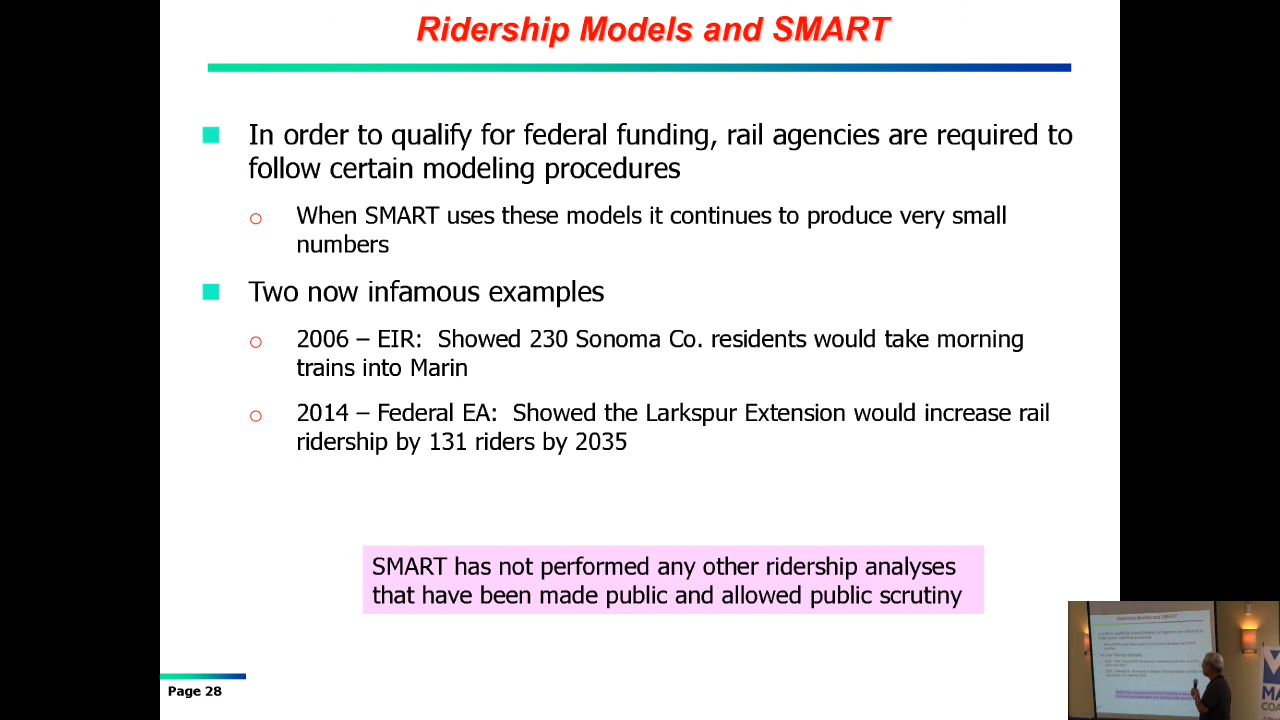 Ridership Models and SMART
In order to qualify for federal funding, rail agencies are required to
follow certain modeling procedures
When SMART uses these models it continues to produce very small
numbers
Two now infamous examples
2006 – EIR: Showed 230 Sonoma Co. residents would take morning
trains into Marin
2014 – Federal EA: Showed the Larkspur Extension would increase rail
ridership by 131 riders by 2035
SMART has not performed any other ridership analyses
that have been made public and allowed public scrutiny
Page 28
Ridership Models and SMART